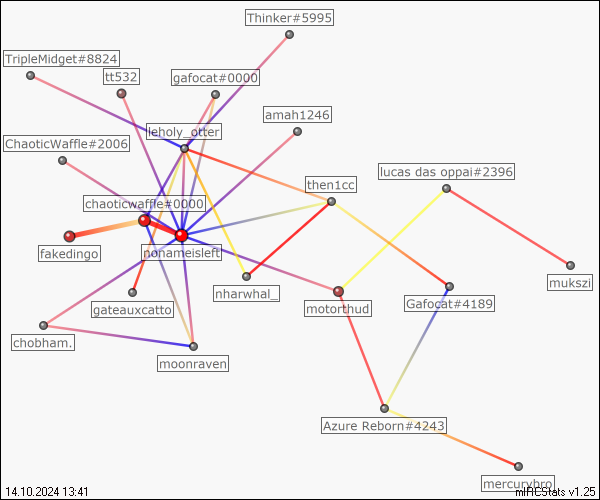 Thinker#5995
TripleMidget#8824
tt532
gafocat#0000
amah1246
leholy_otter
ChaoticWaffle#2006
then1cc
lucas das oppai#2396
chaoticwaffle#0000
fakedingo
nonameisleft
mukszi
nharwhal_
motorthud
Gafocat#4189
gateauxcatto
chobham.
moonraven
Azure Reborn#4243
mercurybro
14.10.2024 13:41
mIRCStats v1.25